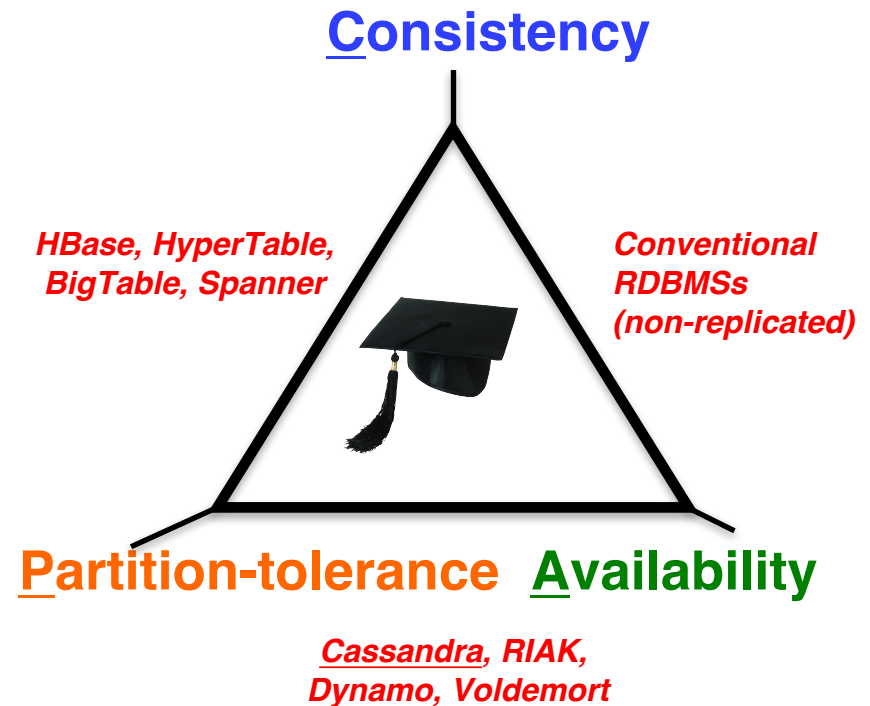 Consistency
HBase, HyperTable,
BigTable, Spanner
Conventional
RDBMSs
(non-replicated)
Partition-tolerance
Availability
Cassandra, RIAK,
Dynamo, Voldemort